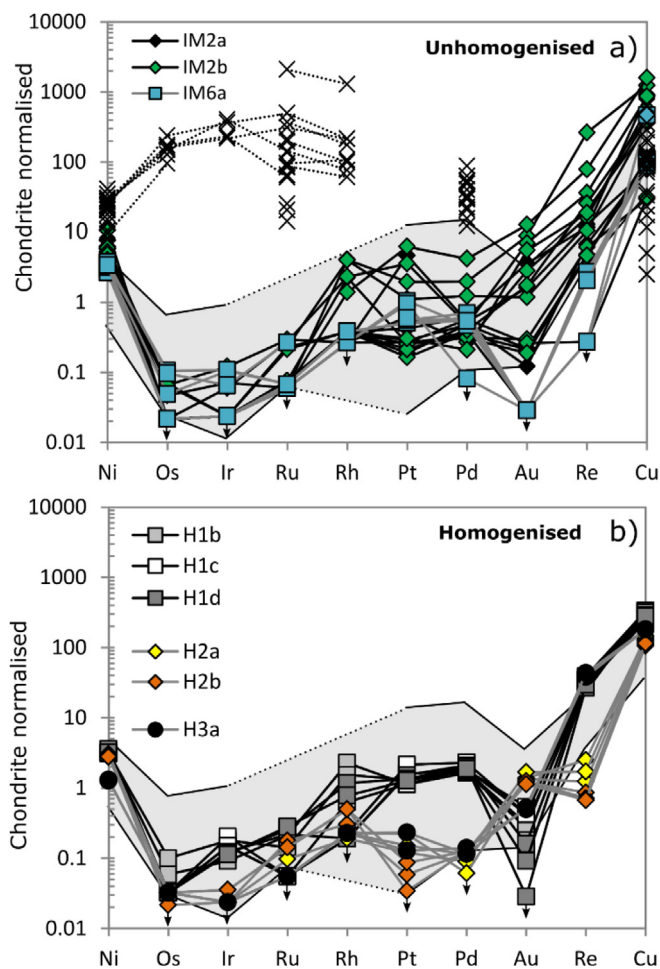 Unhomogenised a)
IM2a
IM2b
IM6a
Chondrite normalised
10000
1000
100
10
1
0.1
0.01
Ni Os Ir Ru Rh Pt Pd Au Re Cu
Homogenised b)
H1b
H1c
H1d
H2a
H2b
H3a
Chondrite normalised
10000
1000
100
10
1
0.1
0.01
Ni Os Ir Ru Rh Pt Pd Au Re Cu